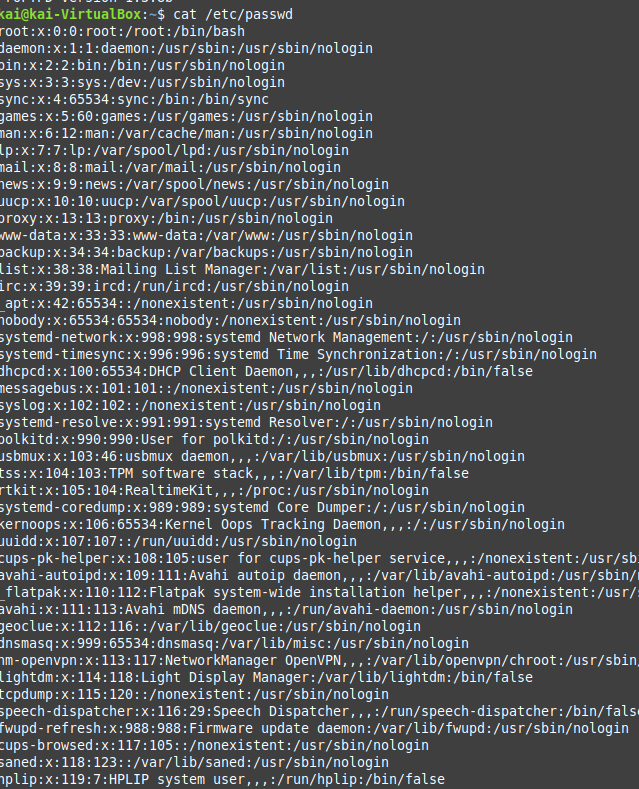 kai@kai-VirtualBox:~$ cat /etc/passwd
root:x:0:0:root:/root:/bin/bash
daemon:x:1:1:daemon:/usr/sbin:/usr/sbin/nologin
bin:x:2:2:bin:/bin:/usr/sbin/nologin
sys:x:3:3:sys:/dev:/usr/sbin/nologin
sync:x:4:65534:sync:/bin:/bin/sync
games:x:5:60:games:/usr/games:/usr/sbin/nologin
man:x:6:12:man:/var/cache/man:/usr/sbin/nologin
lp:x:7:7:lp:/var/spool/lpd:/usr/sbin/nologin
mail:x:8:8:mail:/var/mail:/usr/sbin/nologin
news:x:9:9:news:/var/spool/news:/usr/sbin/nologin
uucp:x:10:10:uucp:/var/spool/uucp:/usr/sbin/nologin
proxy:x:13:13:proxy:/bin:/usr/sbin/nologin
www-data:x:33:33:www-data:/var/www:/usr/sbin/nologin
backup:x:34:34:backup:/var/backups:/usr/sbin/nologin
list:x:38:38:Mailing List Manager:/var/list:/usr/sbin/nologin
irc:x:39:39:ircd:/run/ircd:/usr/sbin/nologin
_apt:x:42:65534::/nonexistent:/usr/sbin/nologin
nobody:x:65534:65534:nobody:/nonexistent:/usr/sbin/nologin
systemd-network:x:998:998:systemd Network Management:/:/usr/sbin/nologin
systemd-timesync:x:996:996:systemd Time Synchronization:/:/usr/sbin/nologin
dhcpcd:x:100:65534:DHCP Client Daemon,,,:/usr/lib/dhcpcd:/bin/false
messagebus:x:101:101::/nonexistent:/usr/sbin/nologin
syslog:x:102:102::/nonexistent:/usr/sbin/nologin
systemd-resolve:x:991:991:systemd Resolver:/:/usr/sbin/nologin
polkitd:x:990:990:User for polkitd:/:/usr/sbin/nologin
usbmux:x:103:46:usbmux daemon,,,:/var/lib/usbmux:/usr/sbin/nologin
tss:x:104:103:TPM software stack,,,:/var/lib/tpm:/bin/false
rtkit:x:105:104:RealtimeKit,,,:/proc:/usr/sbin/nologin
systemd-coredump:x:989:989:systemd Core Dumper:/:/usr/sbin/nologin
kernoops:x:106:65534:Kernel Oops Tracking Daemon,,,:/:/usr/sbin/nologin
uuidd:x:107:107::/run/uuidd:/usr/sbin/nologin
cups-pk-helper:x:108:105:user for cups-pk-helper service,,,:/nonexistent:/usr/sb
avahi-autoipd:x:109:111:Avahi autoip daemon,,,:/var/lib/avahi-autoipd:/usr/sbin/n
_flatpak:x:110:112:Flatpak system-wide installation helper,,,:/nonexistent:/usr/s
avahi:x:111:113:Avahi mDNS daemon,,,:/run/avahi-daemon:/usr/sbin/nologin
geoclue:x:112:116::/var/lib/geoclue:/usr/sbin/nologin
dnsmasq:x:999:65534:dnsmasq:/var/lib/misc:/usr/sbin/nologin
nm-openvpn:x:113:117:NetworkManager OpenVPN,,,:/var/lib/openvpn/chroot:/usr/sbin/
lightdm:x:114:118:Light Display Manager:/var/lib/lightdm:/bin/false
tcpdump:x:115:120::/nonexistent:/usr/sbin/nologin
speech-dispatcher:x:116:29:Speech Dispatcher,,,:/run/speech-dispatcher:/bin/false
fwupd-refresh:x:988:988:Firmware update daemon:/var/lib/fwupd:/usr/sbin/nologin
cups-browsed:x:117:105::/nonexistent:/usr/sbin/nologin
saned:x:118:123::/var/lib/saned:/usr/sbin/nologin
hplip:x:119:7:HPLIP system user,,,:/run/hplip:/bin/false